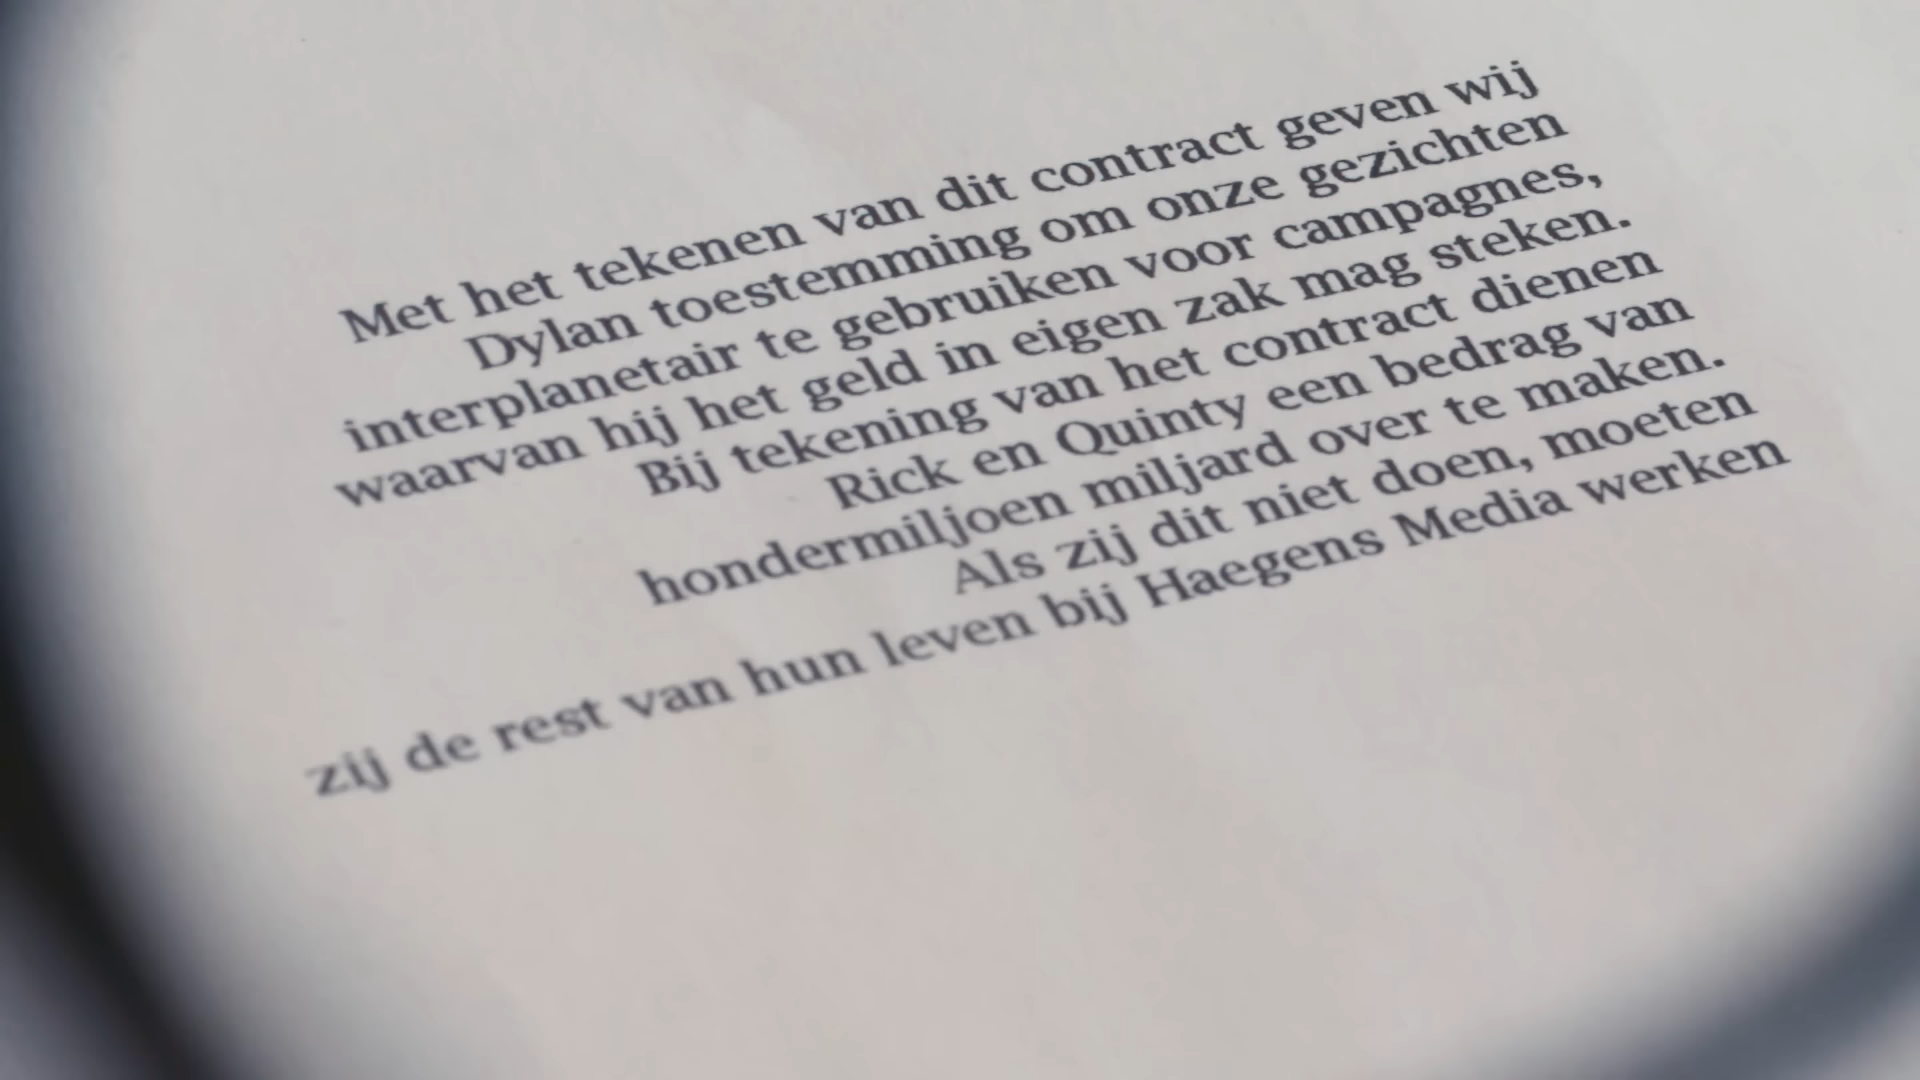 Met het tekenen van dit contract geven wij
Dylan toestemming om onze gezichten
interplanetair te gebruiken voor campagnes,
waarvan hij het geld in eigen zak mag steken.
Bij tekening van het contract dienen
Rick en Quinty een bedrag van
hondermiljoen miljard over te maken.
Als zij dit niet doen, moeten
zij de rest van hun leven bij Haegens Media werken